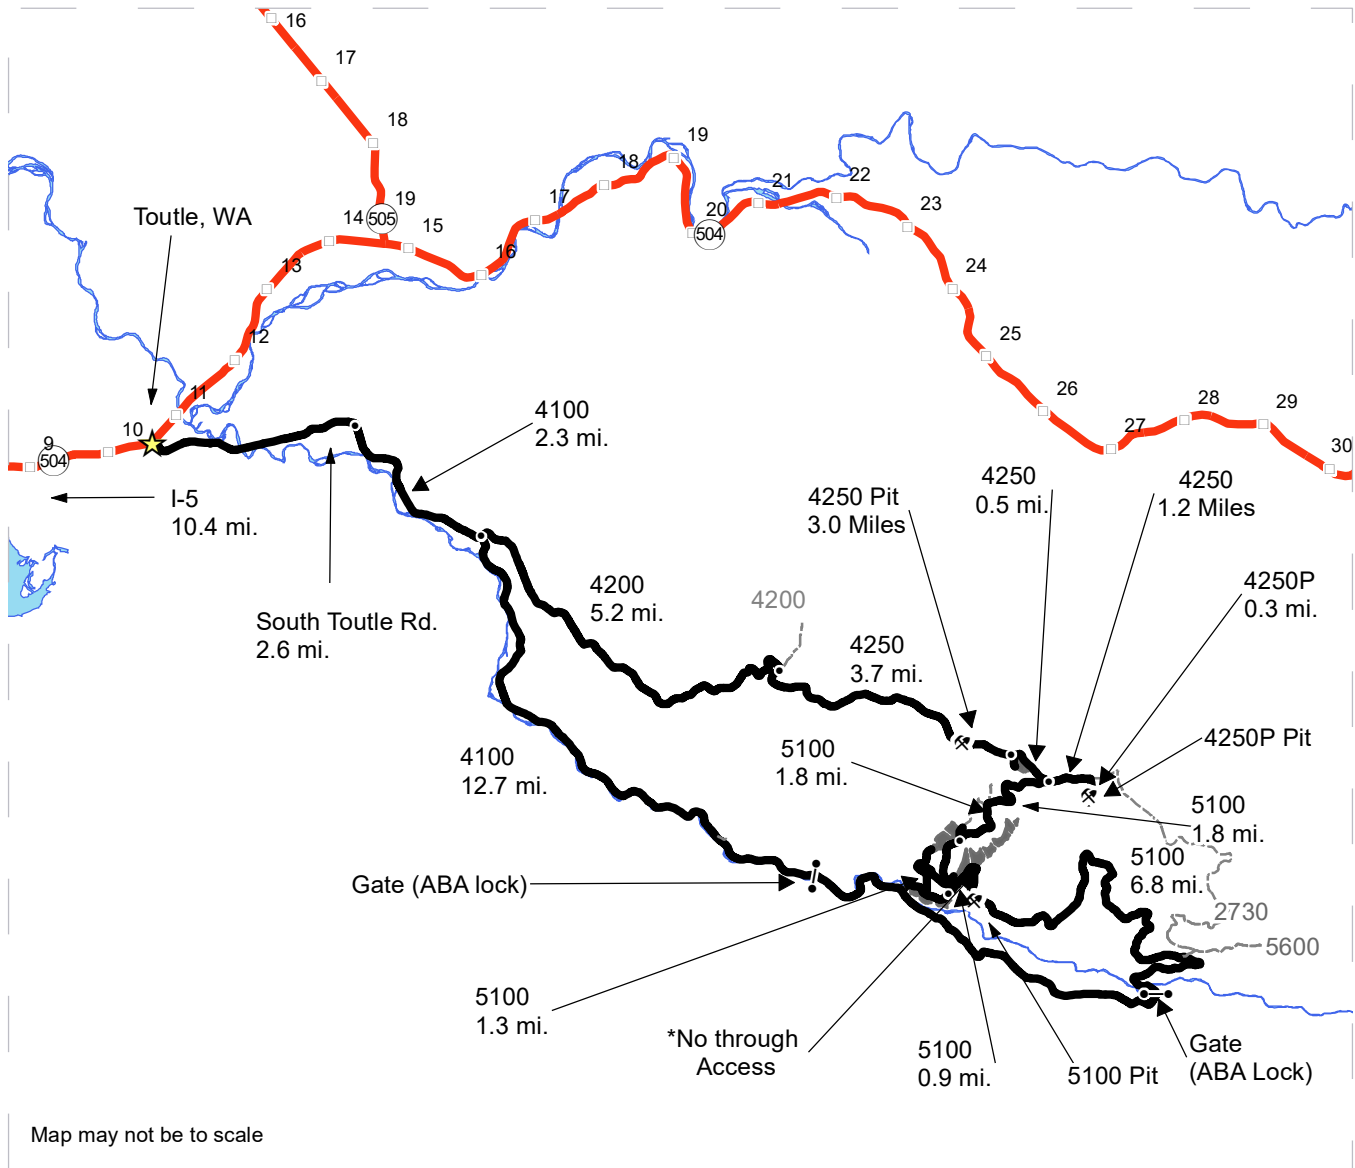 16
17
18
19
505
14
15
13
12
11
10
9
504
16
17
18
19
20
504
21
22
23
24
25
26
27
28
29
30
Toutle, WA
I-5
10.4 mi.
South Toutle Rd.
2.6 mi.
4100
2.3 mi.
4200
5.2 mi.
4200
4250
3.7 mi.
4250 Pit
3.0 Miles
4250
0.5 mi.
4250
1.2 Miles
4250P
0.3 mi.
4250P Pit
5100
1.8 mi.
5100
1.8 mi.
4100
12.7 mi.
5100
6.8 mi.
Gate (ABA lock)
2730
5600
5100
1.3 mi.
*No through
Access
5100
0.9 mi.
5100 Pit
Gate
(ABA Lock)
Map may not be to scale